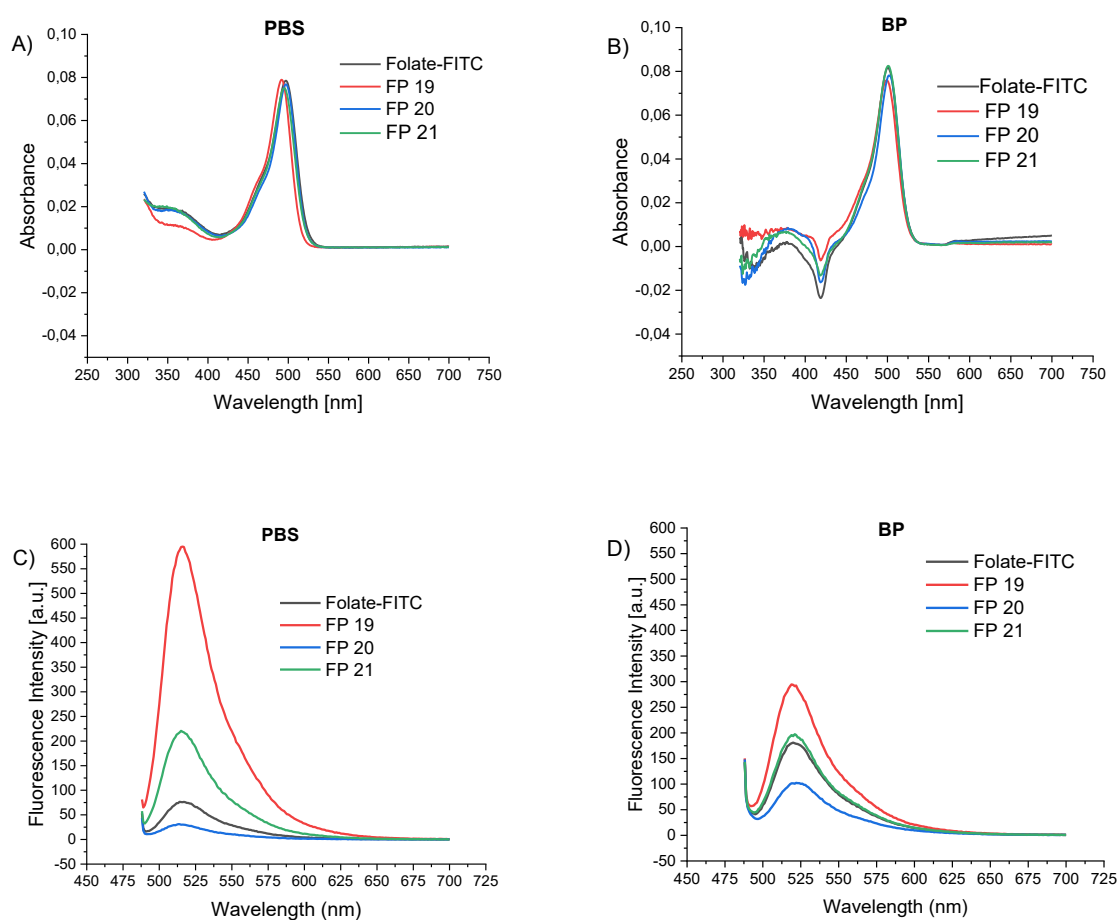 A)
PBS
0,10
0,08
0,06
0,04
0,02
0,00
-0,02
-0,04
Absorbance
Folate-FITC
FP 19
FP 20
FP 21
250 300 350 400 450 500 550 600 650 700 750
Wavelength [nm]
B)
BP
0,10
0,08
0,06
0,04
0,02
0,00
-0,02
-0,04
Absorbance
Folate-FITC
FP 19
FP 20
FP 21
250 300 350 400 450 500 550 600 650 700 750
Wavelength [nm]
C)
PBS
600
550
500
450
400
350
300
250
200
150
100
50
0
-50
Fluorescence Intensity [a.u.]
Folate-FITC
FP 19
FP 20
FP 21
450 475 500 525 550 575 600 625 650 675 700 725
Wavelength (nm)
D)
BP
600
550
500
450
400
350
300
250
200
150
100
50
0
-50
Fluorescence Intensity [a.u.]
Folate-FITC
FP 19
FP 20
FP 21
450 475 500 525 550 575 600 625 650 675 700 725
Wavelength (nm)